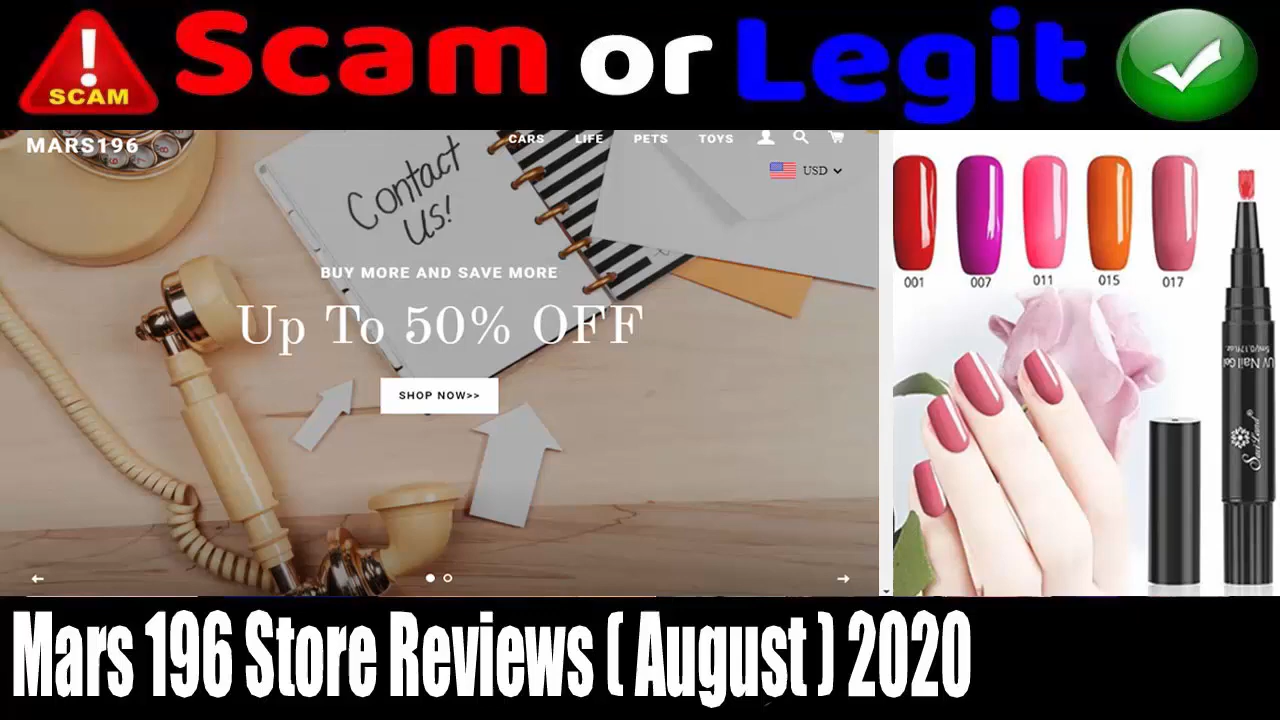 Scam or Legit
SCAM
MARS196
CARS LIFE PETS TOYS
USD
Contact
us!
BUY MORE AND SAVE MORE
Up To 50% OFF
SHOP NOW>>
001 007 011 015 017
UV Nail Gel
Mars 196 Store Reviews ( August ) 2020